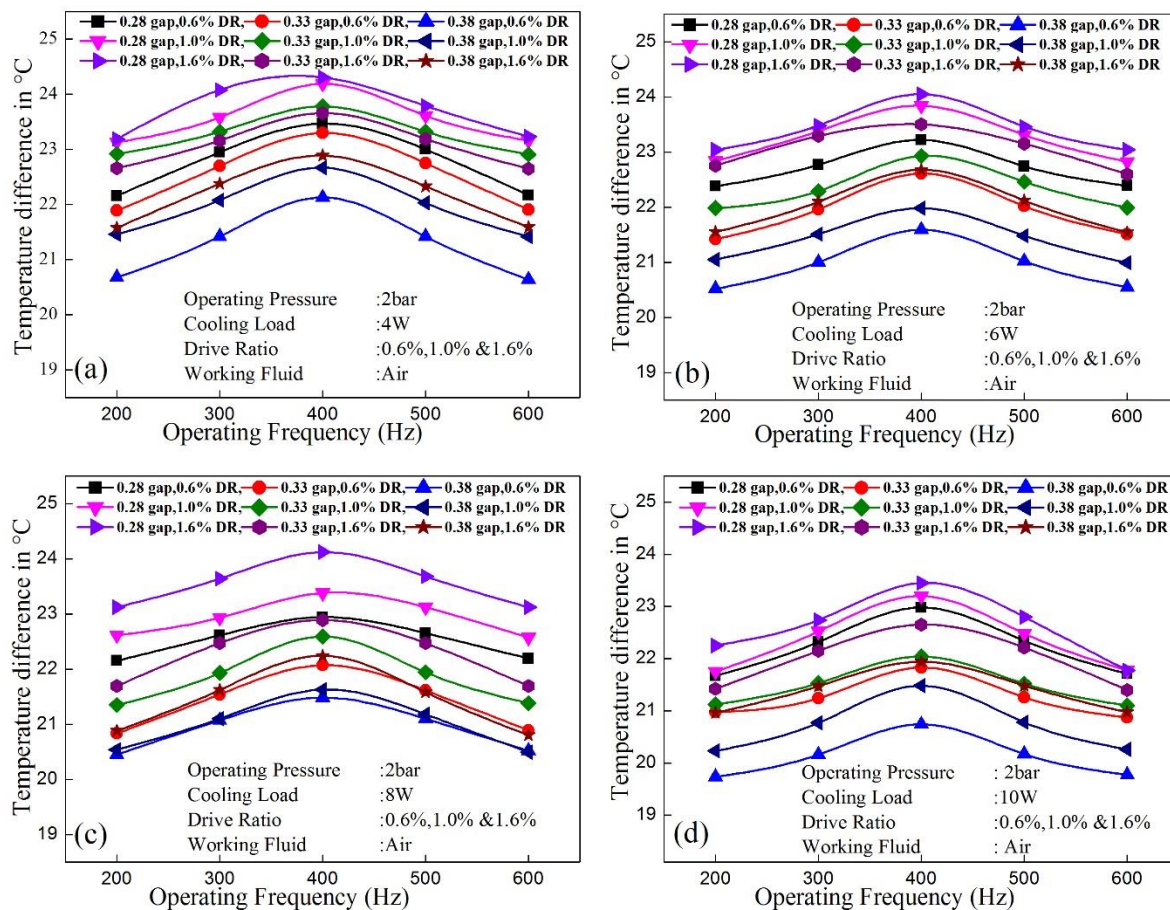 0.28 gap,0.6% DR, 0.33 gap,0.6% DR, 0.38 gap,0.6% DR
0.28 gap,1.0% DR, 0.33 gap,1.0% DR, 0.38 gap,1.0% DR
0.28 gap,1.6% DR, 0.33 gap,1.6% DR, 0.38 gap,1.6% DR
Temperature difference in °C
25
24
23
22
21
20
19
Operating Pressure :2bar
Cooling Load :4W
Drive Ratio :0.6%,1.0% &1.6%
Working Fluid :Air
(a)
200 300 400 500 600
Operating Frequency (Hz)
0.28 gap,0.6% DR, 0.33 gap,0.6% DR, 0.38 gap,0.6% DR
0.28 gap,1.0% DR, 0.33 gap,1.0% DR, 0.38 gap,1.0% DR
0.28 gap,1.6% DR, 0.33 gap,1.6% DR, 0.38 gap,1.6% DR
Temperature difference in °C
25
24
23
22
21
20
19
Operating Pressure :2bar
Cooling Load :6W
Drive Ratio :0.6%,1.0% &1.6%
Working Fluid :Air
(b)
200 300 400 500 600
Operating Frequency (Hz)
0.28 gap,0.6% DR, 0.33 gap,0.6% DR, 0.38 gap,0.6% DR
0.28 gap,1.0% DR, 0.33 gap,1.0% DR, 0.38 gap,1.0% DR
0.28 gap,1.6% DR, 0.33 gap,1.6% DR, 0.38 gap,1.6% DR
Temperature difference in °C
25
24
23
22
21
20
19
Operating Pressure :2bar
Cooling Load :8W
Drive Ratio :0.6%,1.0% &1.6%
Working Fluid :Air
(c)
200 300 400 500 600
Operating Frequency (Hz)
0.28 gap,0.6% DR, 0.33 gap,0.6% DR, 0.38 gap,0.6% DR
0.28 gap,1.0% DR, 0.33 gap,1.0% DR, 0.38 gap,1.0% DR
0.28 gap,1.6% DR, 0.33 gap,1.6% DR, 0.38 gap,1.6% DR
Temperature difference in °C
25
24
23
22
21
20
19
Operating Pressure : 2bar
Cooling Load :10W
Drive Ratio :0.6%,1.0% &1.6%
Working Fluid : Air
(d)
200 300 400 500 600
Operating Frequency (Hz)